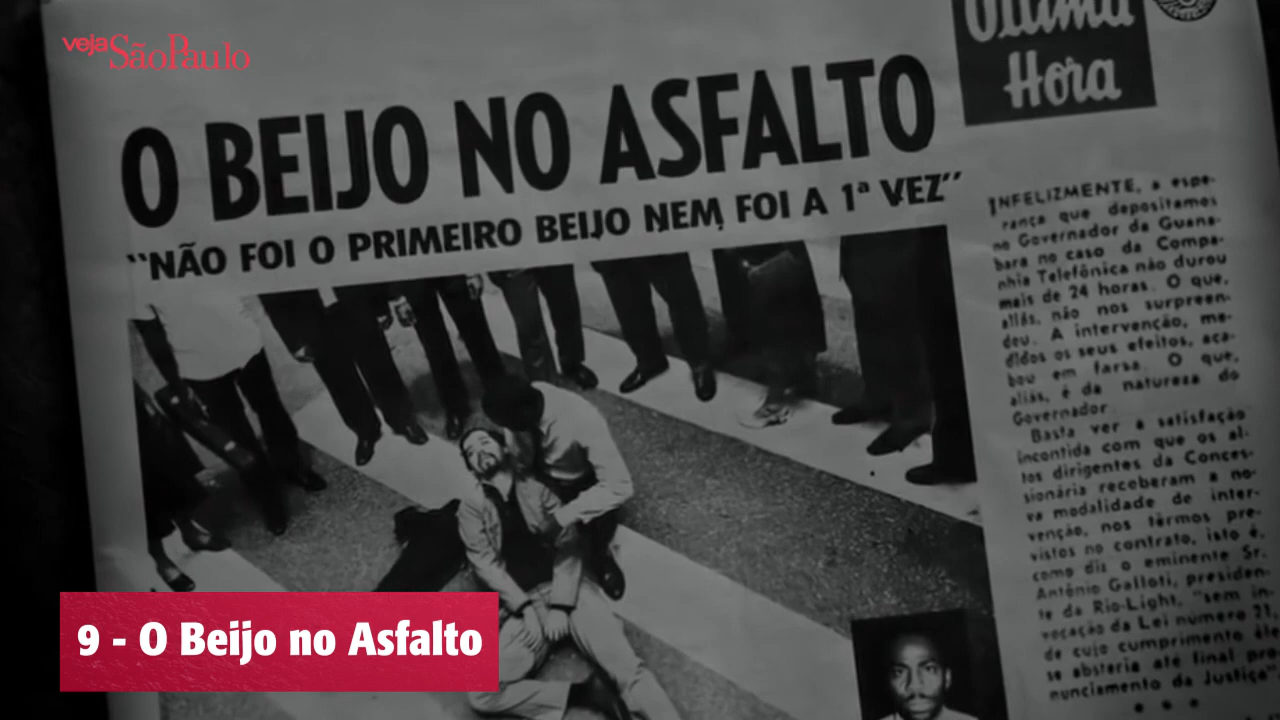 veja São Paulo
Última
Hora
O BEIJO NO ASFALTO
“NÃO FOI O PRIMEIRO BEIJO NEM FOI A 1ª VEZ”
INFELIZMENTE, a espe-
rança que depositamos
no Governador da Guana-
bara no caso da Compa-
nhia Telefônica não durou
mais de 24 horas. O que,
aliás, não nos surpreen-
deu. A intervenção, me-
didos os seus efeitos, aca-
bou em farsa. O que,
aliás, é da natureza do
Governador.
Basta ver a satisfação
incontida com que os al-
tos dirigentes da Conces-
sionária receberam a no-
va modalidade de inter-
venção, nos têrmos pre-
vistos no contrato, isto é,
como diz o eminente Sr.
Antônio Galloti, presiden-
te da Rio-Light, "sem in-
vocação da Lei número 21,
de cujo cumprimento êle
se absteria até final pro-
nunciamento da Justiça".
9 - O Beijo no Asfalto